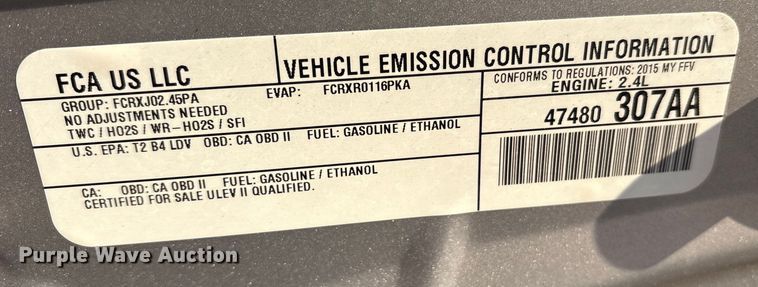 FCA US LLC
VEHICLE EMISSION CONTROL INFORMATION
GROUP: FCRXJ02.45PA
EVAP: FCRXR0116PKA
NO ADJUSTMENTS NEEDED
TWC / HO2S / WR-HO2S / SFI
CONFORMS TO REGULATIONS: 2015 MY FFV
ENGINE: 2.4L
47480 307AA
U.S. EPA: T2 B4 LDV OBD: CA OBD II FUEL: GASOLINE / ETHANOL
CA: OBD: CA OBD II FUEL: GASOLINE / ETHANOL
CERTIFIED FOR SALE ULEV II QUALIFIED.
Purple Wave Auction